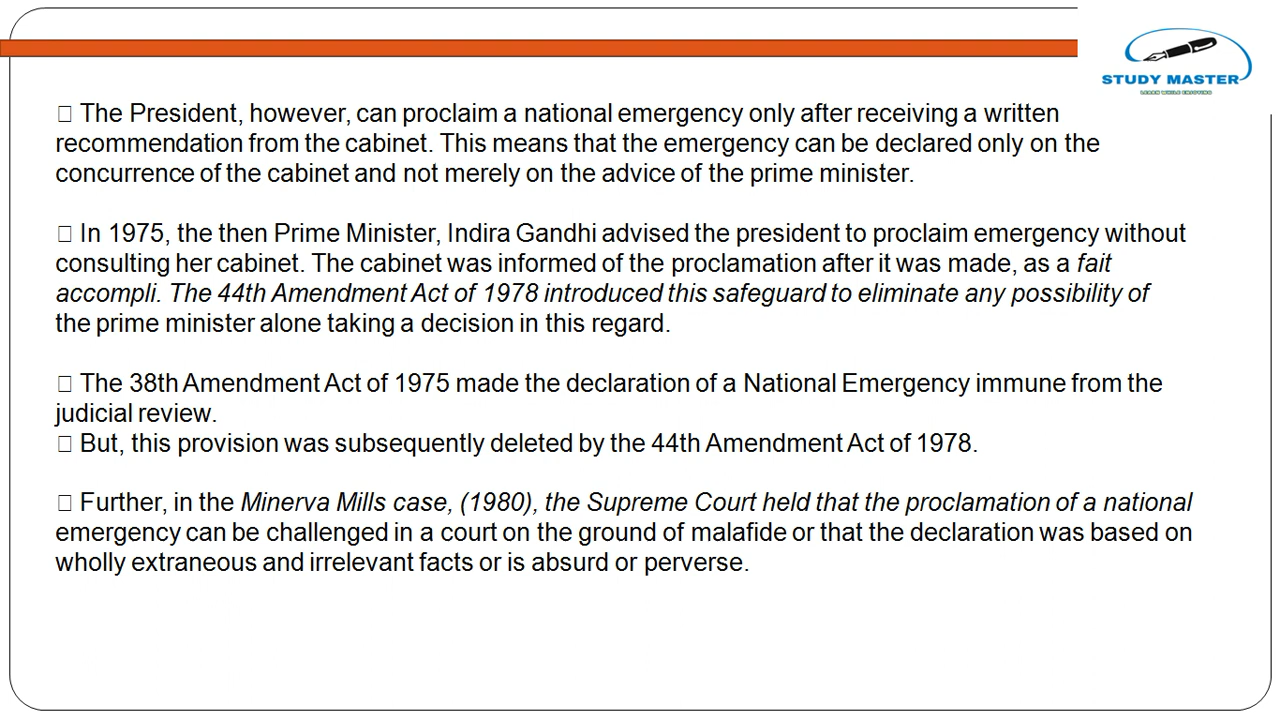 STUDY MASTER
LEARN WHILE ENJOYING
□ The President, however, can proclaim a national emergency only after receiving a written
recommendation from the cabinet. This means that the emergency can be declared only on the
concurrence of the cabinet and not merely on the advice of the prime minister.
□ In 1975, the then Prime Minister, Indira Gandhi advised the president to proclaim emergency without
consulting her cabinet. The cabinet was informed of the proclamation after it was made, as a fait
accompli. The 44th Amendment Act of 1978 introduced this safeguard to eliminate any possibility of
the prime minister alone taking a decision in this regard.
□ The 38th Amendment Act of 1975 made the declaration of a National Emergency immune from the
judicial review.
□ But, this provision was subsequently deleted by the 44th Amendment Act of 1978.
□ Further, in the Minerva Mills case, (1980), the Supreme Court held that the proclamation of a national
emergency can be challenged in a court on the ground of malafide or that the declaration was based on
wholly extraneous and irrelevant facts or is absurd or perverse.